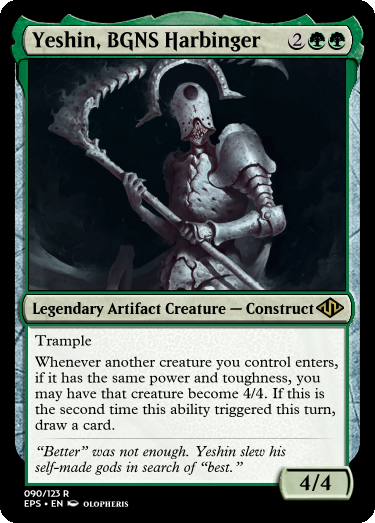 Yeshin, BGNS Harbinger 2
Legendary Artifact Creature — Construct
Trample
Whenever another creature you control enters,
if it has the same power and toughness, you
may have that creature become 4/4. If this is
the second time this ability triggered this turn,
draw a card.
“Better” was not enough. Yeshin slew his
self-made gods in search of “best.”
4/4
090/123 R
EPS • EN OLOPHERIS